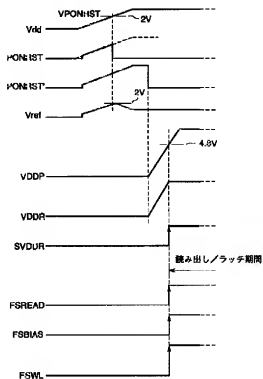 VPONRST
2V
Vdd
PONRST
PONRST'
2V
Vref
4.8V
VDDP
VDDR
SVDUR
読み出し／ラッチ期間
FSREAD
FSBIAS
FSWL